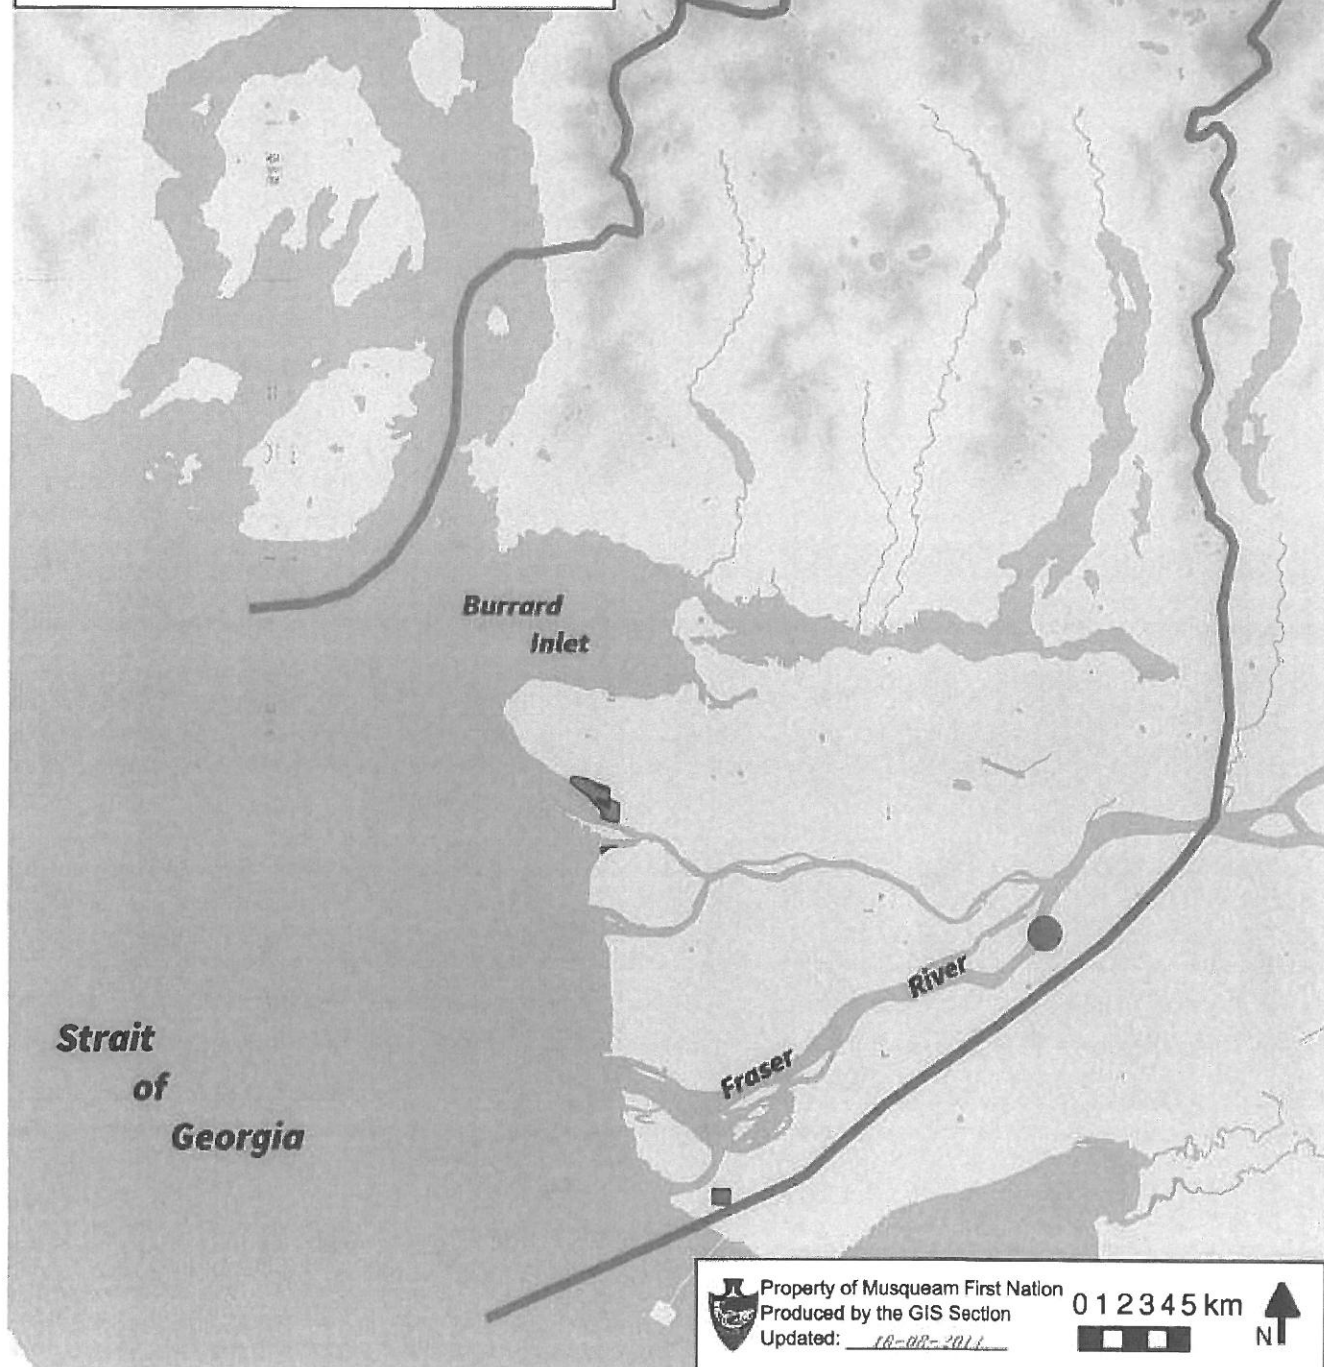 Burrard
Inlet
River
Fraser
Strait
of
Georgia
Property of Musqueam First Nation
Produced by the GIS Section
Updated:
0 1 2 3 4 5 km
N